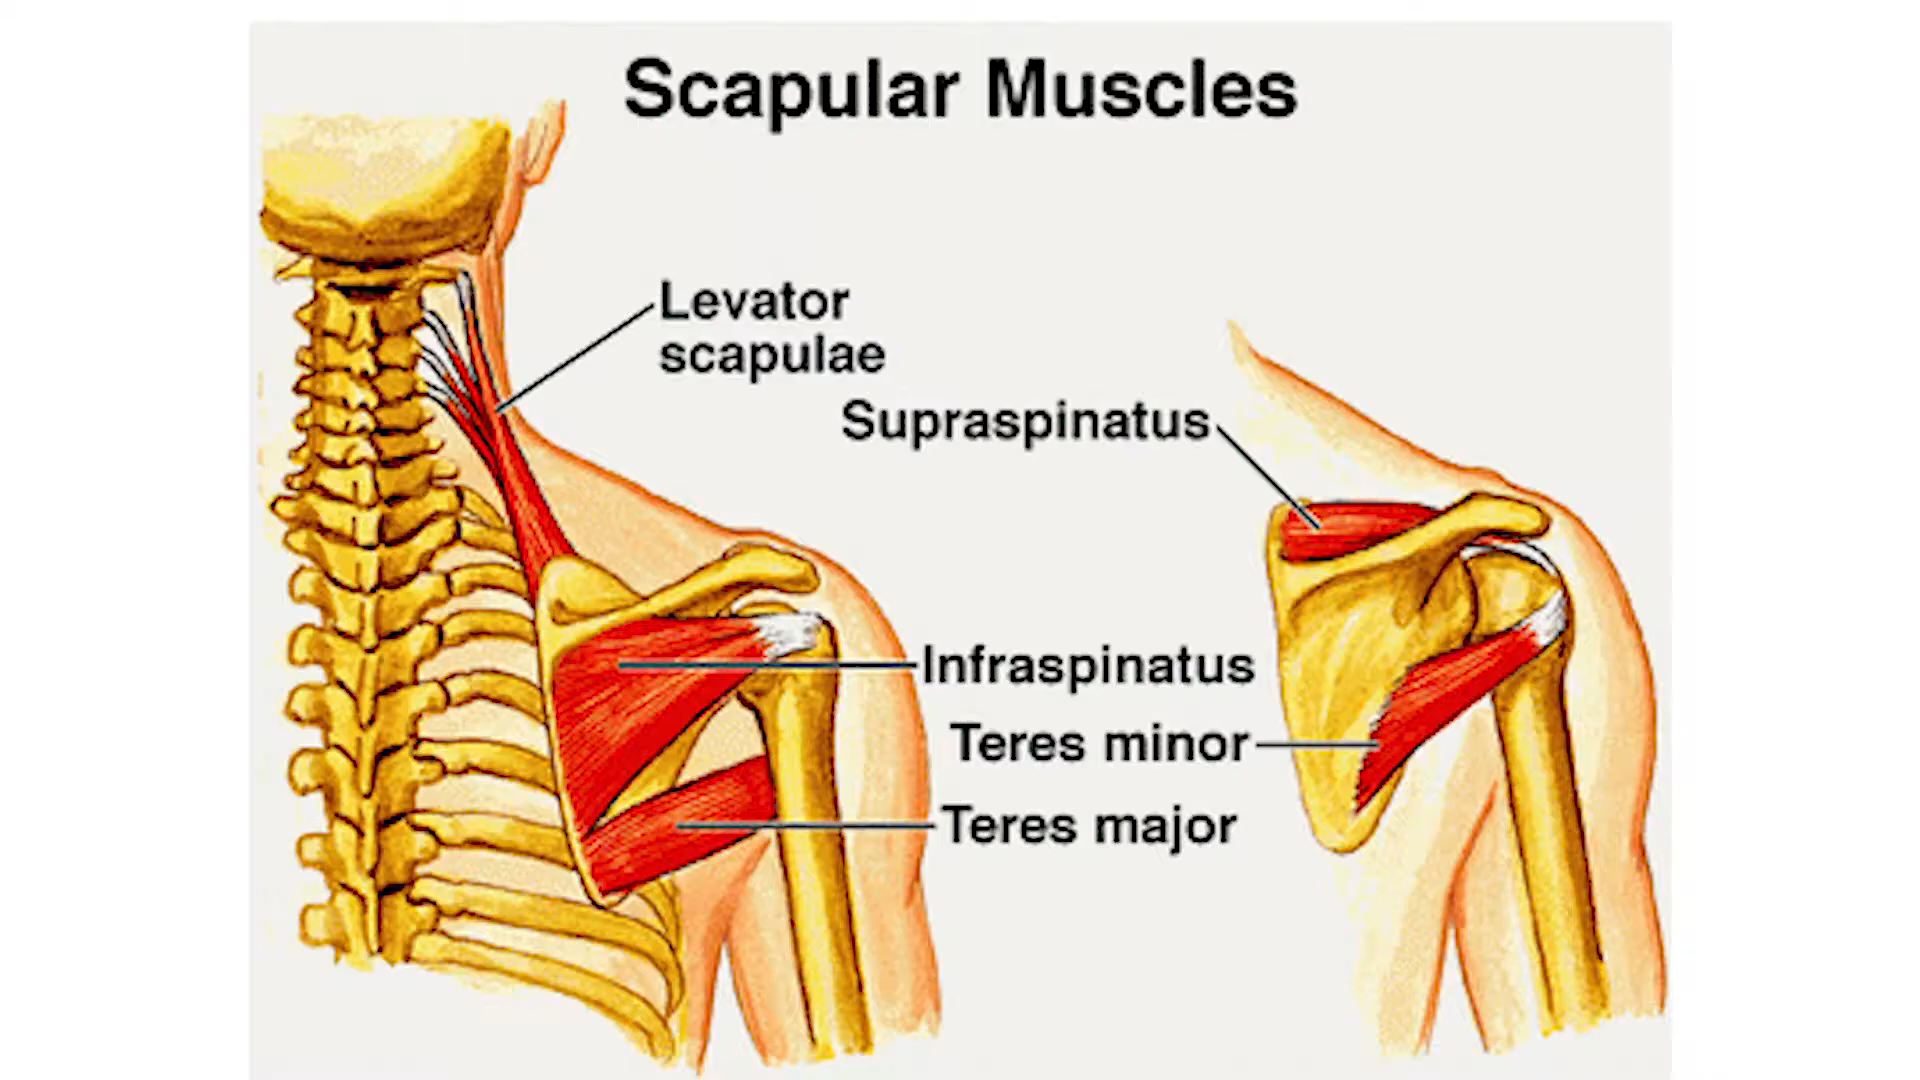 Scapular Muscles
Levator
scapulae
Supraspinatus
Infraspinatus
Teres minor
Teres major